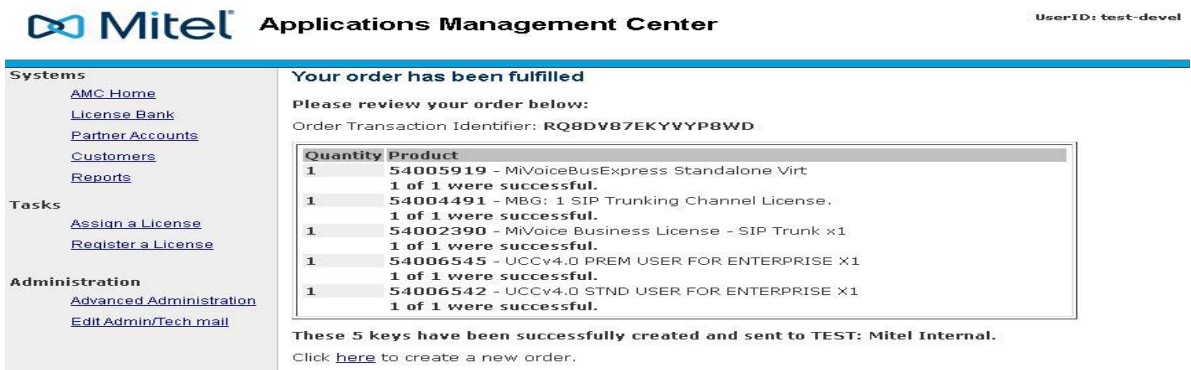 Mitel Applications Management Center
UserID: test-devel
Systems
AMC Home
License Bank
Partner Accounts
Customers
Reports
Tasks
Assign a License
Register a License
Administration
Advanced Administration
Edit Admin/Tech mail
Your order has been fulfilled
Please review your order below:
Order Transaction Identifier: RQ8DV87EKYVYP8WD
Quantity Product
1 54005919 - MiVoiceBusExpress Standalone Virt
1 of 1 were successful.
1 54004491 - MBG: 1 SIP Trunking Channel License.
1 of 1 were successful.
1 54002390 - MiVoice Business License - SIP Trunk x1
1 of 1 were successful.
1 54006545 - UCCv4.0 PREM USER FOR ENTERPRISE X1
1 of 1 were successful.
1 54006542 - UCCv4.0 STND USER FOR ENTERPRISE X1
1 of 1 were successful.
These 5 keys have been successfully created and sent to TEST: Mitel Internal.
Click here to create a new order.